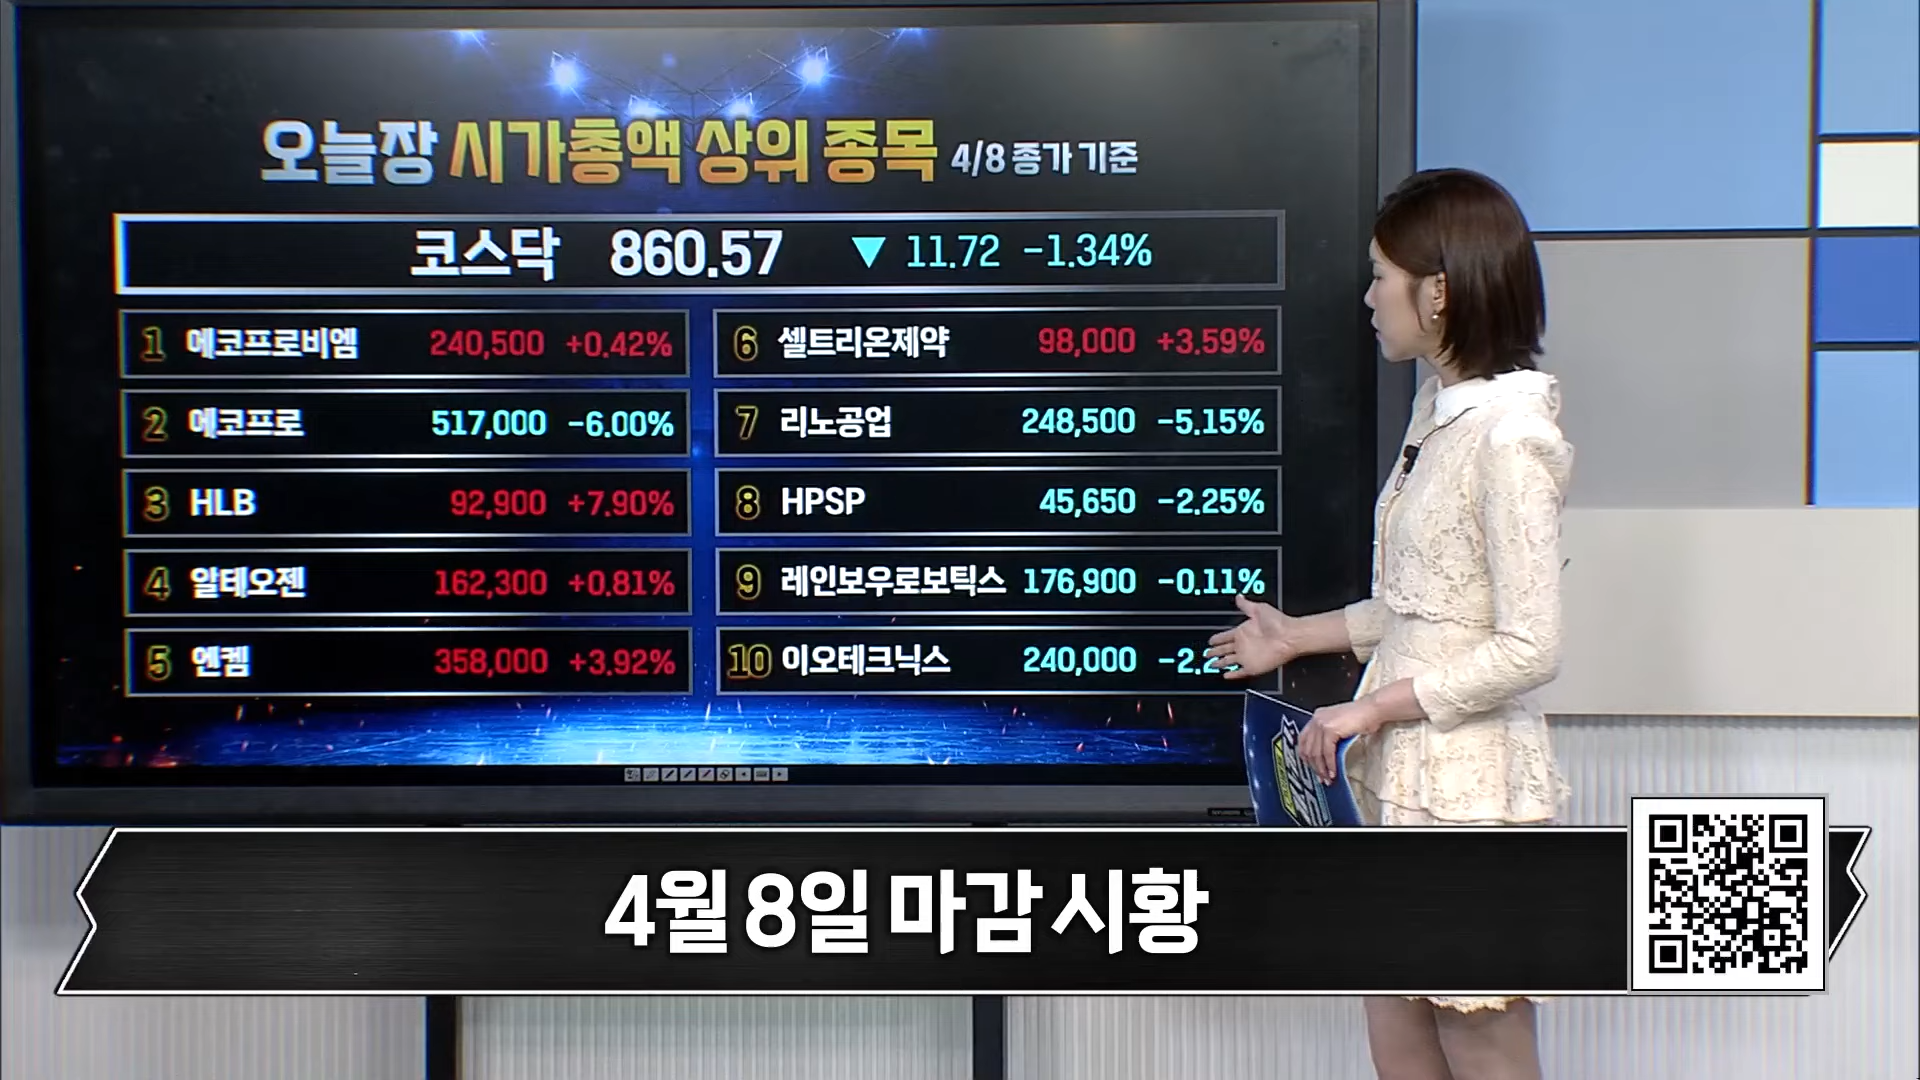 오늘장 시가총액 상위 종목 4/8 종가 기준
코스닥 860.57 ▼ 11.72 -1.34%
1 에코프로비엠 240,500 +0.42%
2 에코프로 517,000 -6.00%
3 HLB 92,900 +7.90%
4 알테오젠 162,300 +0.81%
5 엔켐 358,000 +3.92%
6 셀트리온제약 98,000 +3.59%
7 리노공업 248,500 -5.15%
8 HPSP 45,650 -2.25%
9 레인보우로보틱스 176,900 -0.11%
10 이오테크닉스 240,000
4월 8일 마감 시황